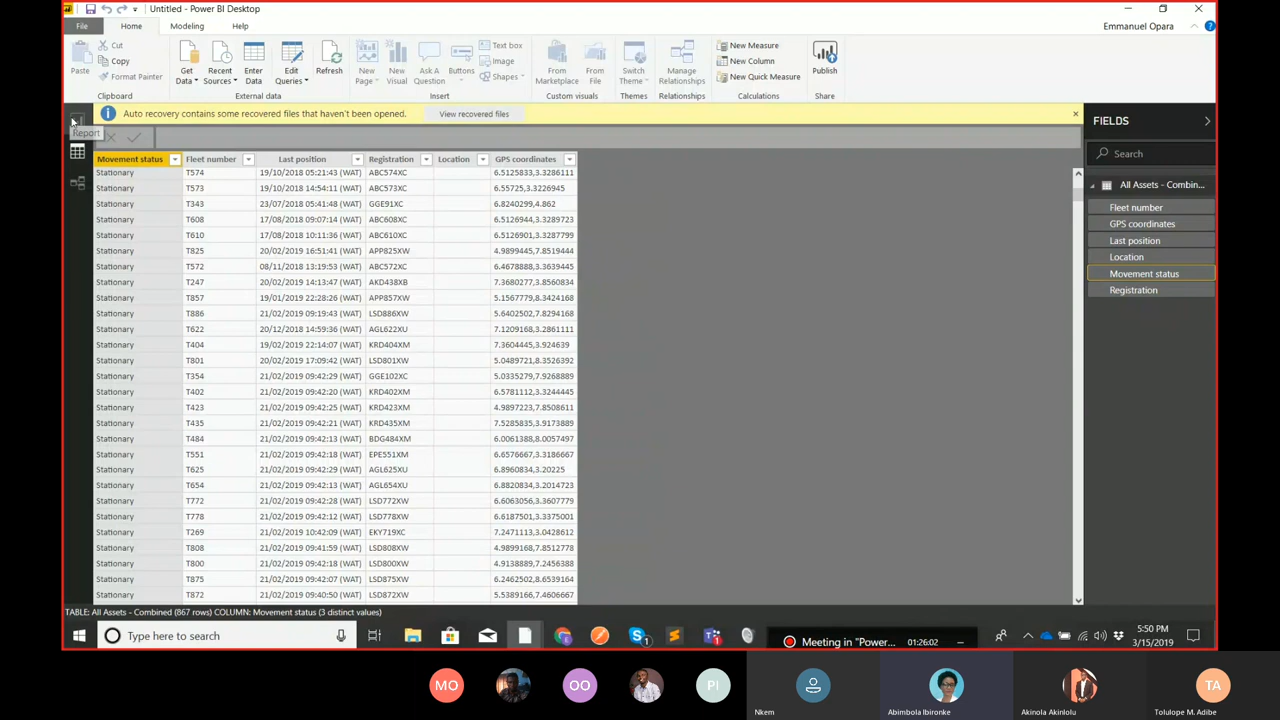 Untitled - Power BI Desktop
File Home Modeling Help
Emmanuel Opara
Paste
Cut
Copy
Format Painter
Clipboard
Get Data
Recent Sources
Enter Data
Edit Queries
Refresh
External data
New Page
New Visual
Ask A Question
Buttons
Text box
Image
Shapes
Insert
From Marketplace
From File
Custom visuals
Switch Theme
Themes
Manage Relationships
Relationships
New Measure
New Column
New Quick Measure
Calculations
Publish
Share
Auto recovery contains some recovered files that haven't been opened. View recovered files
Report
Movement status Fleet number Last position Registration Location GPS coordinates
Stationary T574 19/10/2018 05:21:43 (WAT) ABC574XC 6.5125833,3.3286111
Stationary T573 19/10/2018 14:54:11 (WAT) ABC573XC 6.55725,3.3226945
Stationary T343 23/07/2018 05:41:48 (WAT) GGE91XC 6.8240299,4.862
Stationary T608 17/08/2018 09:07:14 (WAT) ABC608XC 6.5126944,3.3289723
Stationary T610 17/08/2018 10:11:36 (WAT) ABC610XC 6.5126901,3.3287799
Stationary T825 20/02/2019 16:51:41 (WAT) APP825XW 4.9899445,7.8519444
Stationary T572 08/11/2018 13:19:53 (WAT) ABC572XC 6.4678888,3.3639445
Stationary T247 20/02/2019 14:13:47 (WAT) AKD438XB 7.3680277,3.8560834
Stationary T857 19/01/2019 22:28:26 (WAT) APP857XW 5.1567779,8.3424168
Stationary T886 21/02/2019 09:19:43 (WAT) LSD886XW 5.6402502,7.8294168
Stationary T622 20/12/2018 14:59:36 (WAT) AGL622XU 7.1209168,3.2861111
Stationary T404 19/02/2019 22:14:07 (WAT) KRD404XM 7.3604445,3.924639
Stationary T801 20/02/2019 17:09:42 (WAT) LSD801XW 5.0489721,8.3526392
Stationary T354 21/02/2019 09:42:29 (WAT) GGE102XC 5.0335279,7.9268889
Stationary T402 21/02/2019 09:42:20 (WAT) KRD402XM 6.5781112,3.3244445
Stationary T423 21/02/2019 09:42:25 (WAT) KRD423XM 4.9897223,7.8508611
Stationary T435 21/02/2019 09:42:21 (WAT) KRD435XM 7.5285835,3.9173889
Stationary T484 21/02/2019 09:42:13 (WAT) BDG484XM 6.0061388,8.0057497
Stationary T551 21/02/2019 09:42:18 (WAT) EPE551XM 6.6576667,3.3186667
Stationary T625 21/02/2019 09:42:29 (WAT) AGL625XU 6.8960834,3.20225
Stationary T654 21/02/2019 09:42:13 (WAT) AGL654XU 6.8820834,3.2014723
Stationary T772 21/02/2019 09:42:28 (WAT) LSD772XW 6.6063056,3.3607779
Stationary T778 21/02/2019 09:42:12 (WAT) LSD778XW 6.6187501,3.3375001
Stationary T269 21/02/2019 10:42:09 (WAT) EKY719XC 7.2471113,3.0428612
Stationary T808 21/02/2019 09:41:59 (WAT) LSD808XW 4.9899168,7.8512778
Stationary T800 21/02/2019 09:42:18 (WAT) LSD800XW 4.9138889,7.2456388
Stationary T875 21/02/2019 09:42:07 (WAT) LSD875XW 6.2462502,8.6539164
Stationary T872 21/02/2019 09:40:50 (WAT) LSD872XW 5.5389166,7.4606667
FIELDS
Search
All Assets - Combin...
Fleet number
GPS coordinates
Last position
Location
Movement status
Registration
TABLE: All Assets - Combined (867 rows) COLUMN: Movement status (3 distinct values)
Type here to search
Meeting in "Power... 01:26:02
5:50 PM
3/15/2019
MO
OO
PI
TA
Nkem
Abimbola Ibironke
Akinola Akinlolu
Tolulope M. Adibe